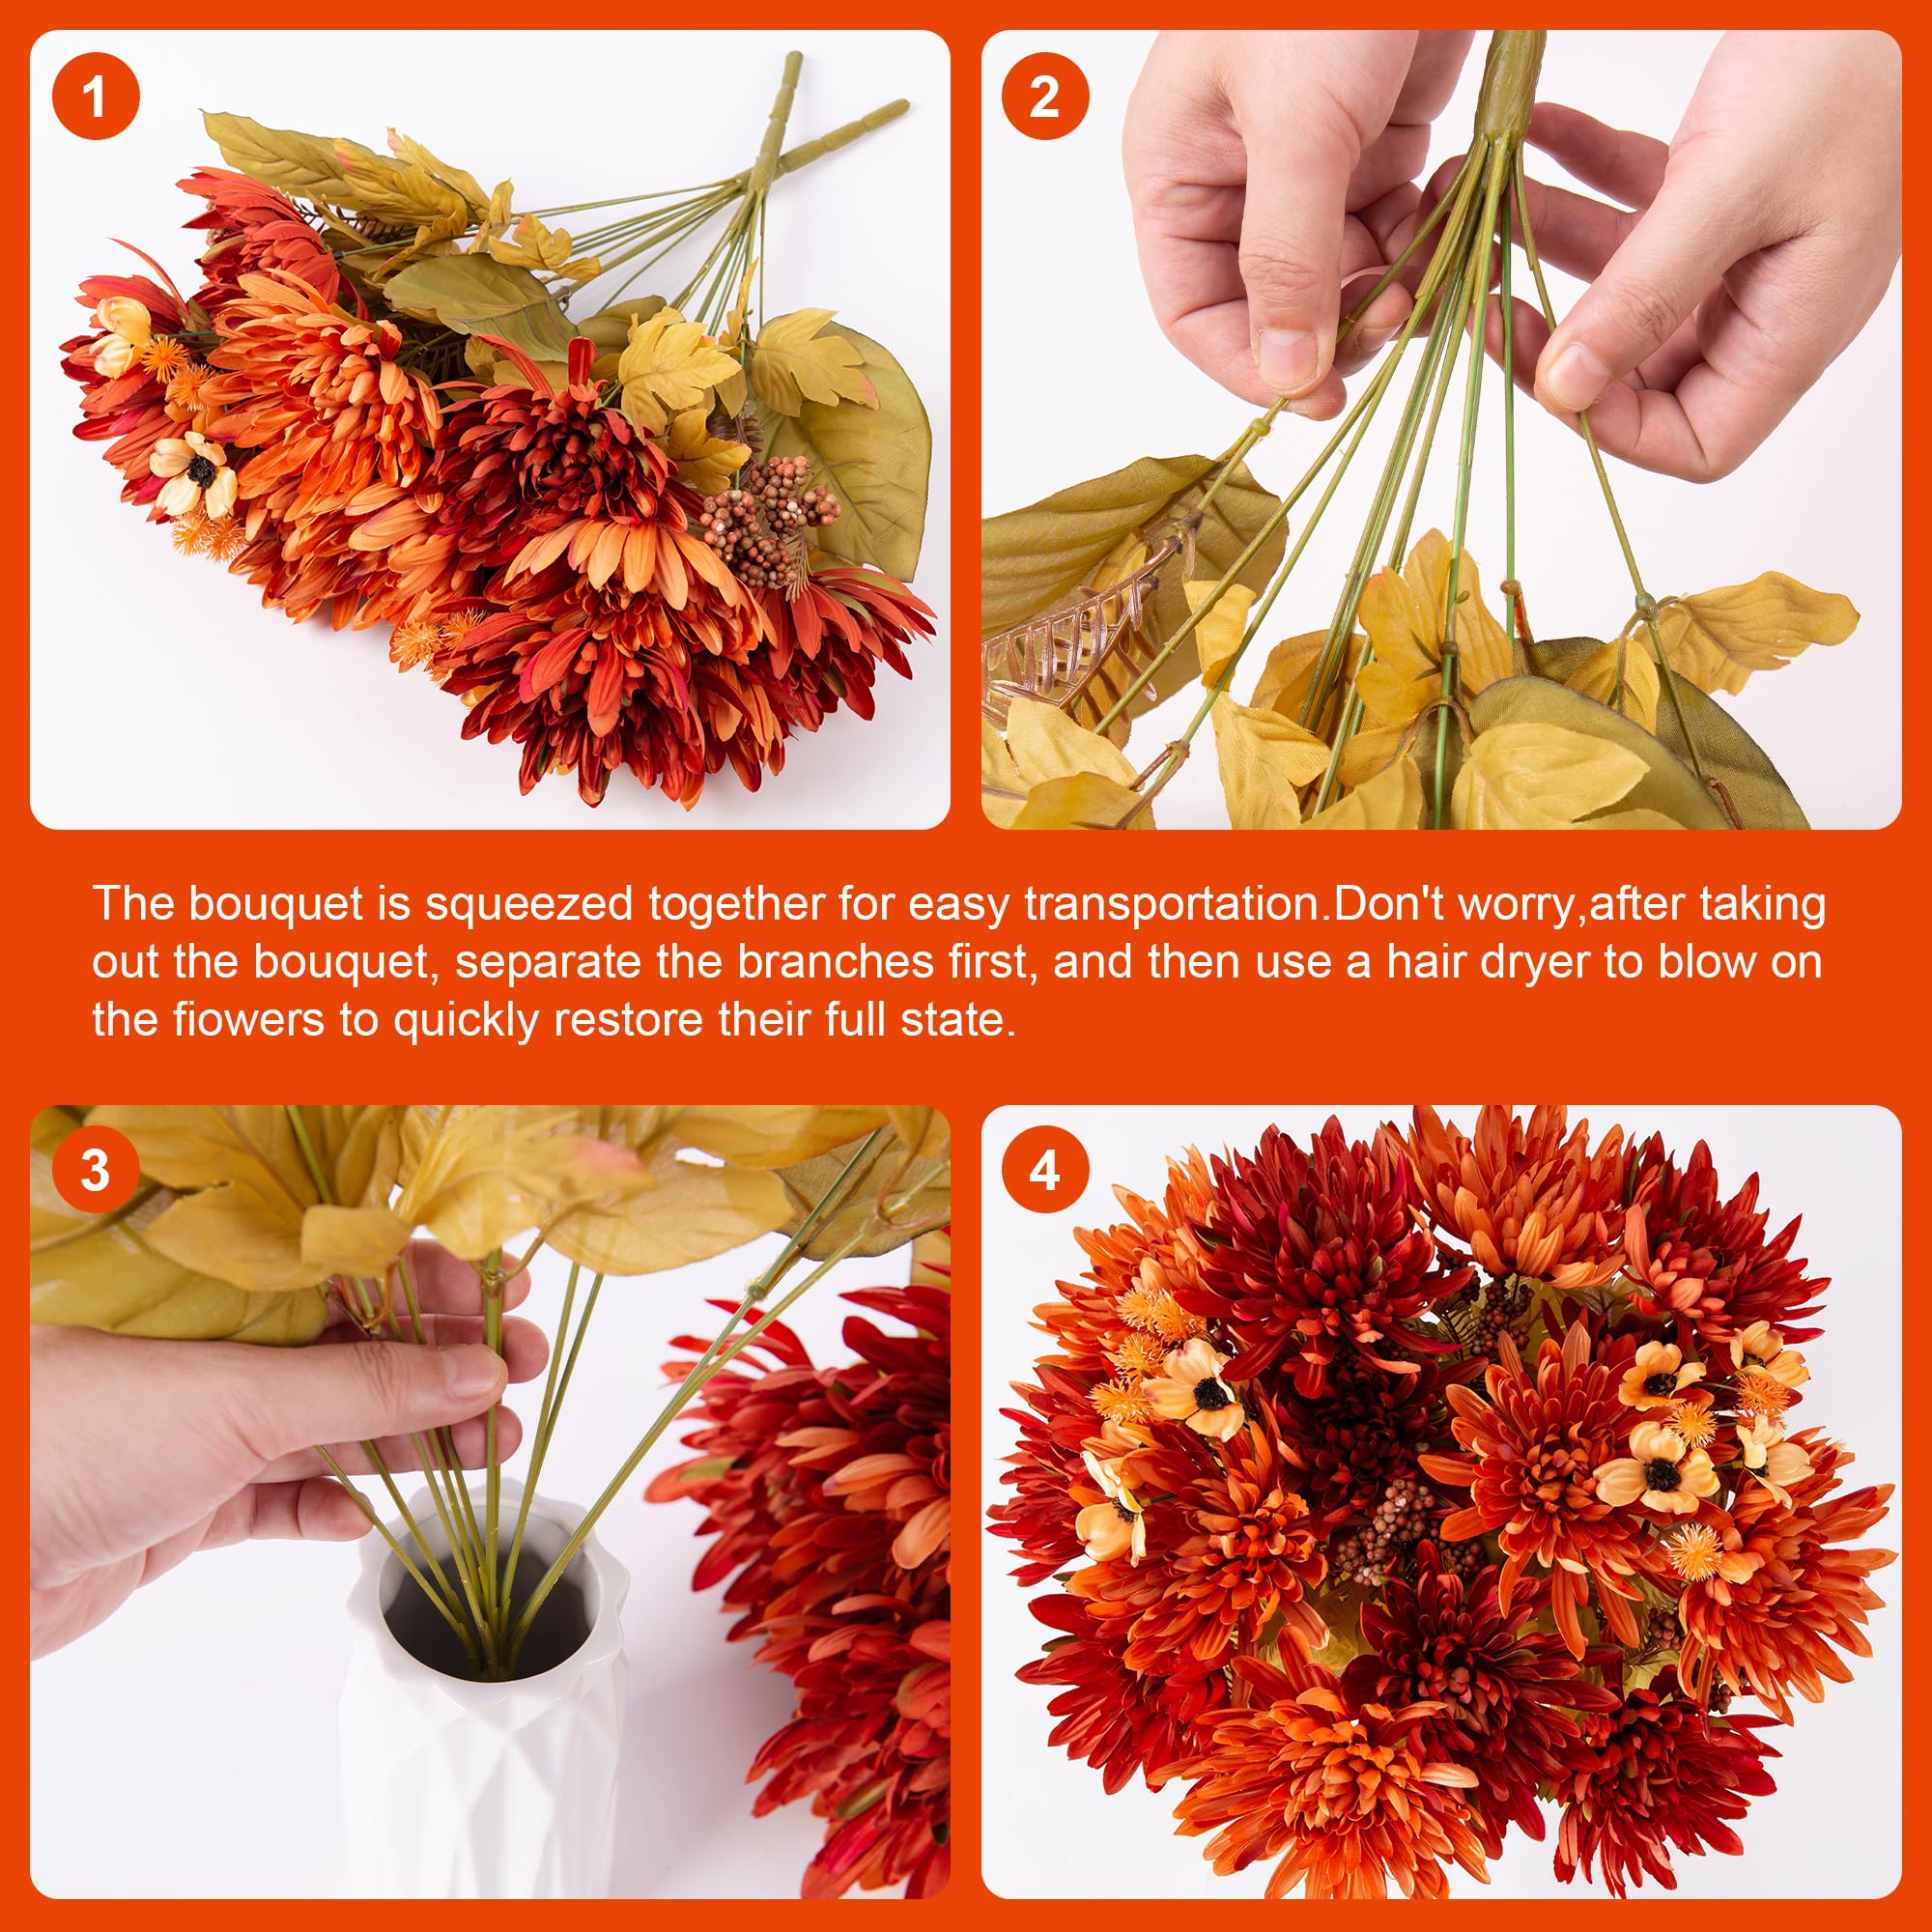 1
2
The bouquet is squeezed together for easy transportation.Don't worry,after taking
out the bouquet, separate the branches first, and then use a hair dryer to blow on
the fiowers to quickly restore their full state.
3
4